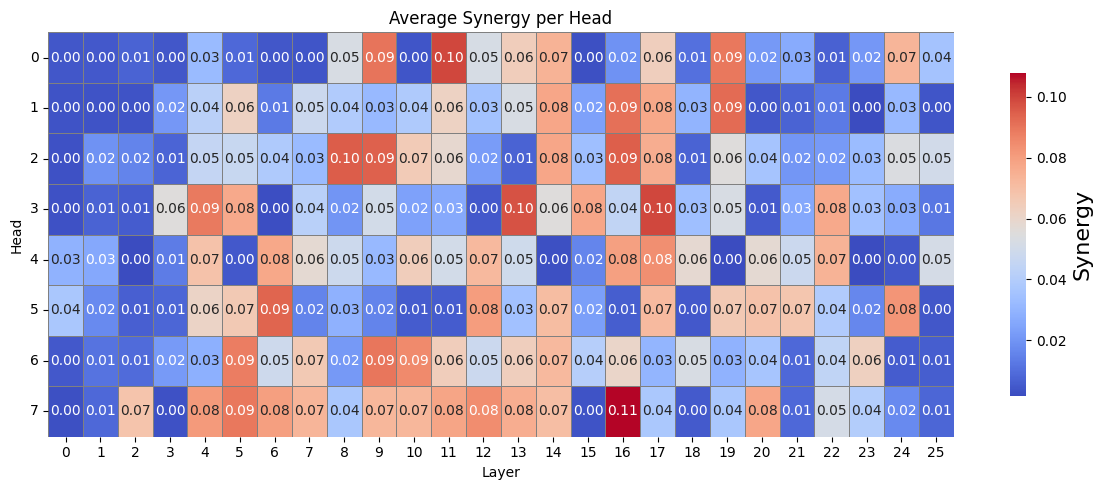 Average Synergy per Head
0 0.00 0.00 0.01 0.00 0.03 0.01 0.00 0.00 0.05 0.09 0.00 0.10 0.05 0.06 0.07 0.00 0.02 0.06 0.01 0.09 0.02 0.03 0.01 0.02 0.07 0.04
1 0.00 0.00 0.00 0.02 0.04 0.06 0.01 0.05 0.04 0.03 0.04 0.06 0.03 0.05 0.08 0.02 0.09 0.08 0.03 0.09 0.00 0.01 0.01 0.00 0.03 0.00
2 0.00 0.02 0.02 0.01 0.05 0.05 0.04 0.03 0.10 0.09 0.07 0.06 0.02 0.01 0.08 0.03 0.09 0.08 0.01 0.06 0.04 0.02 0.02 0.03 0.05 0.05
3 0.00 0.01 0.01 0.06 0.09 0.08 0.00 0.04 0.02 0.05 0.02 0.03 0.00 0.10 0.06 0.08 0.04 0.10 0.03 0.05 0.01 0.03 0.08 0.03 0.03 0.01
4 0.03 0.03 0.00 0.01 0.07 0.00 0.08 0.06 0.05 0.03 0.06 0.05 0.07 0.05 0.00 0.02 0.08 0.08 0.06 0.00 0.06 0.05 0.07 0.00 0.00 0.05
5 0.04 0.02 0.01 0.01 0.06 0.07 0.09 0.02 0.03 0.02 0.01 0.01 0.08 0.03 0.07 0.02 0.01 0.07 0.00 0.07 0.07 0.07 0.04 0.02 0.08 0.00
6 0.00 0.01 0.01 0.02 0.03 0.09 0.05 0.07 0.02 0.09 0.09 0.06 0.05 0.06 0.07 0.04 0.06 0.03 0.05 0.03 0.04 0.01 0.04 0.06 0.01 0.01
7 0.00 0.01 0.07 0.00 0.08 0.09 0.08 0.07 0.04 0.07 0.07 0.08 0.08 0.08 0.07 0.00 0.11 0.04 0.00 0.04 0.08 0.01 0.05 0.04 0.02 0.01
0 1 2 3 4 5 6 7 8 9 10 11 12 13 14 15 16 17 18 19 20 21 22 23 24 25
Layer
Head
0.10
0.08
0.06
0.04
0.02
Synergy